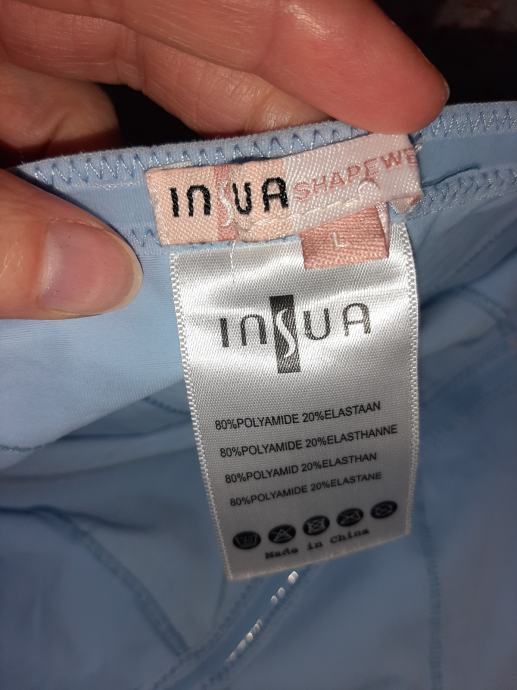 INSUA SHAPEWE
L
INSUA
80%POLYAMIDE 20%ELASTAAN
80%POLYAMIDE 20%ELASTHANNE
80%POLYAMID 20%ELASTHAN
80%POLYAMIDE 20%ELASTANE
Made in China